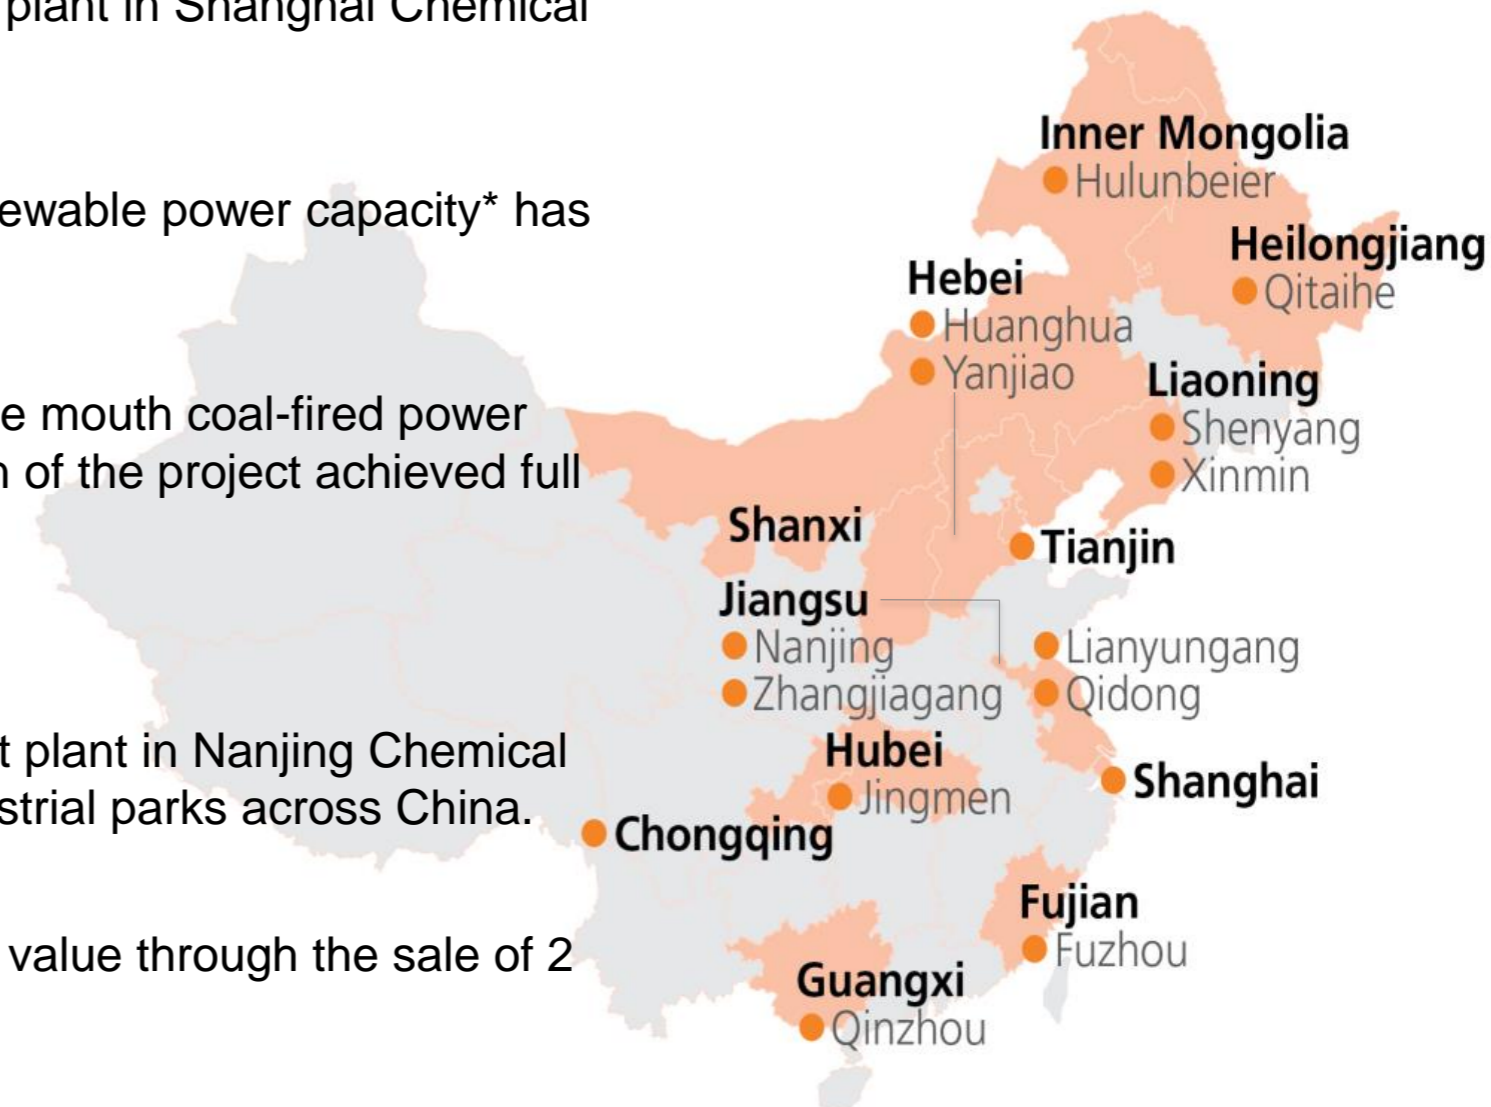 plant in Shanghai Chemical
ewable power capacity* has
e mouth coal-fired power
n of the project achieved full
t plant in Nanjing Chemical
strial parks across China.
value through the sale of 2
Inner Mongolia
Hulunbeier
Heilongjiang
Qitaihe
Hebei
Huanghua
Yanjiao
Liaoning
Shenyang
Xinmin
Shanxi
Tianjin
Jiangsu
Nanjing
Zhangjiagang
Lianyungang
Qidong
Hubei
Jingmen
Shanghai
Chongqing
Fujian
Fuzhou
Guangxi
Qinzhou